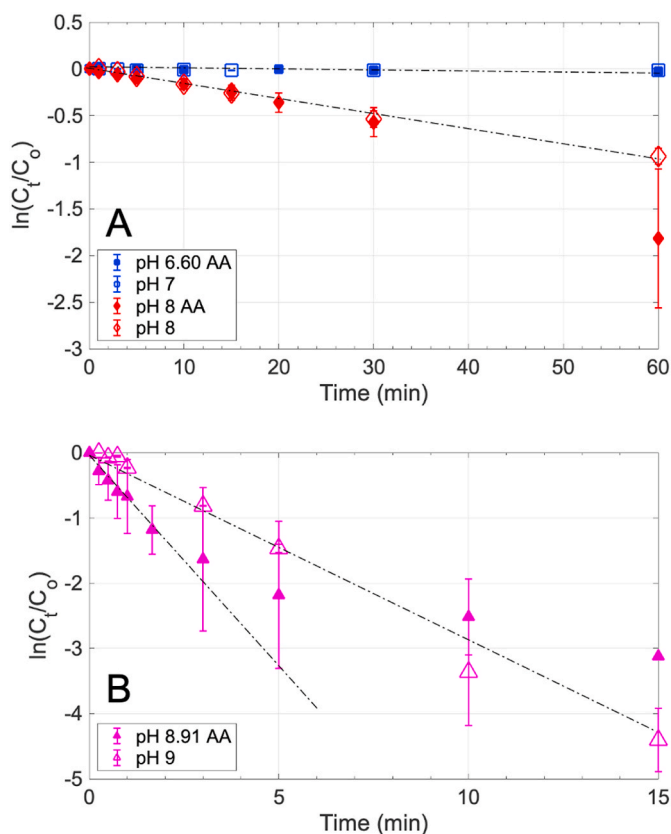 0.5
0
-0.5
-1
-1.5
-2
-2.5
-3
ln(Cₜ/Cₒ)
A
pH 6.60 AA
pH 7
pH 8 AA
pH 8
0 10 20 30 40 50 60
Time (min)
0
-1
-2
-3
-4
-5
ln(Cₜ/Cₒ)
B
pH 8.91 AA
pH 9
0 5 10 15
Time (min)